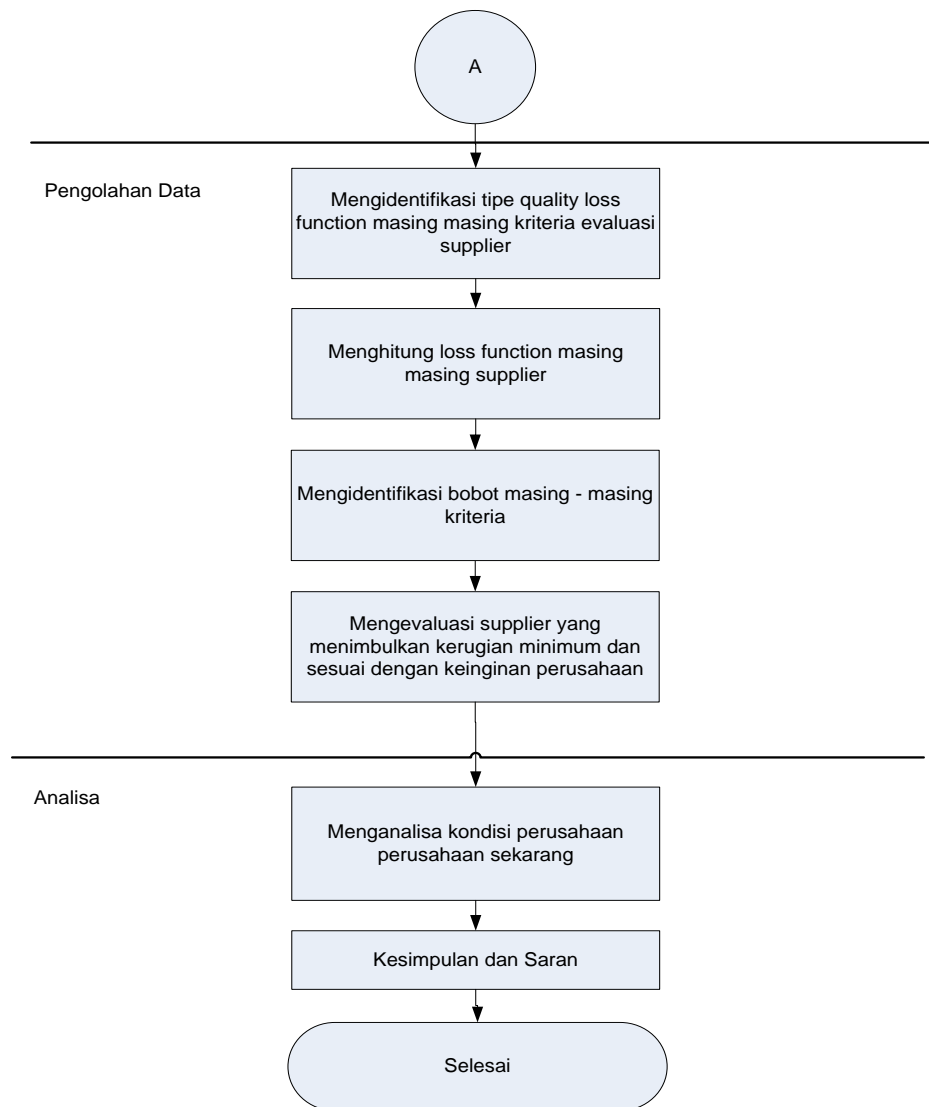 A
Pengolahan Data
Mengidentifikasi tipe quality loss
function masing masing kriteria evaluasi
supplier
Menghitung loss function masing
masing supplier
Mengidentifikasi bobot masing - masing
kriteria
Mengevaluasi supplier yang
menimbulkan kerugian minimum dan
sesuai dengan keinginan perusahaan
Analisa
Menganalisa kondisi perusahaan
perusahaan sekarang
Kesimpulan dan Saran
Selesai